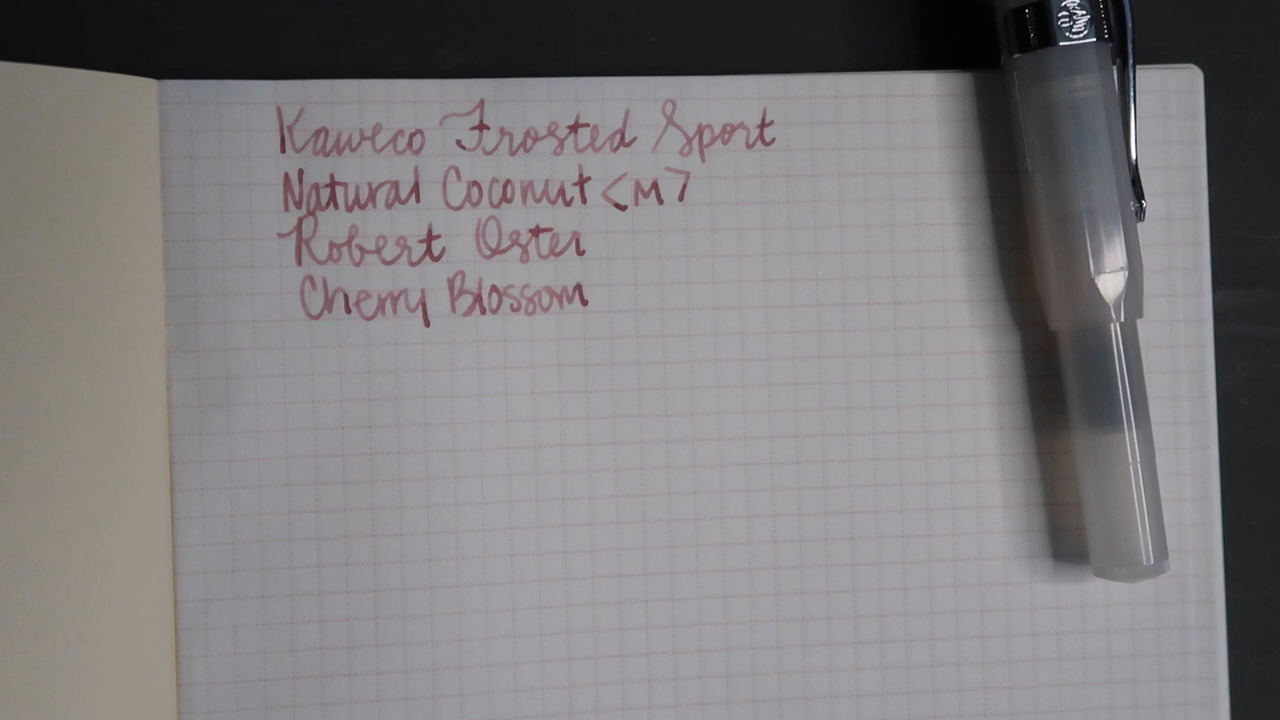 Kaweco Frosted Sport
Natural Coconut <M>
Robert Oster
Cherry Blossom